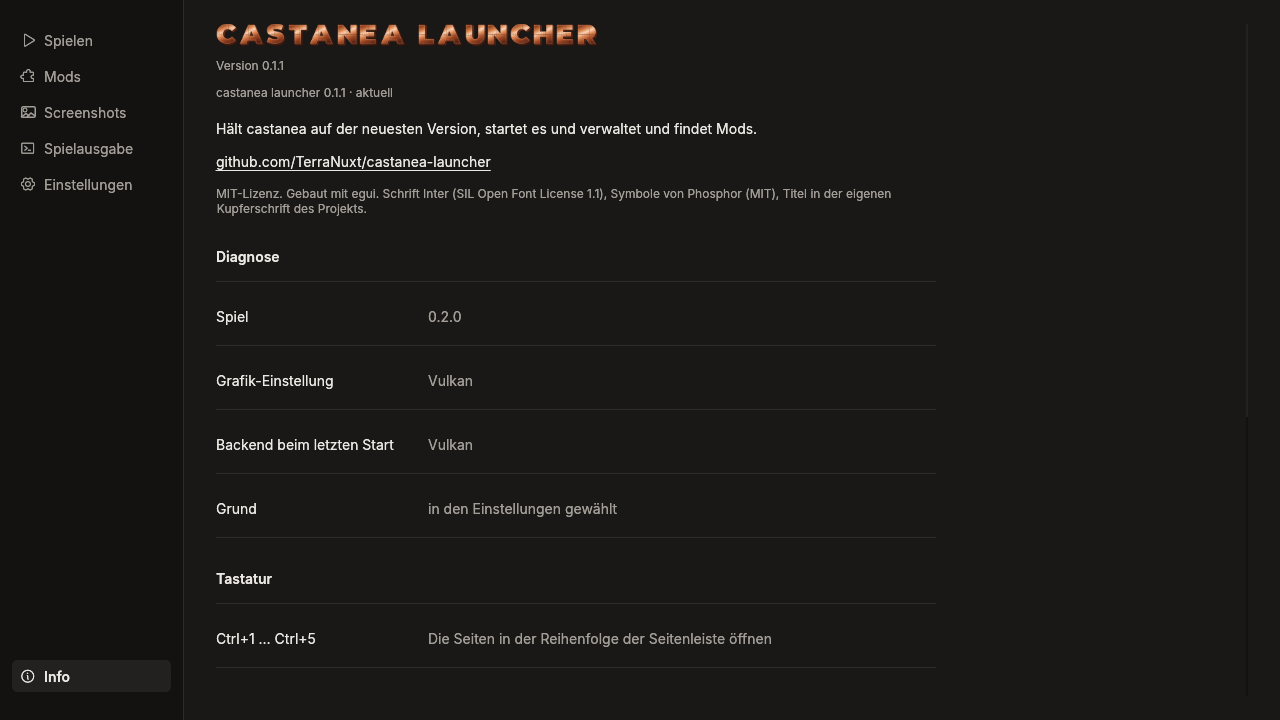 Spielen
Mods
Screenshots
Spielausgabe
Einstellungen
Info
CASTANEA LAUNCHER
Version 0.1.1
castanea launcher 0.1.1 · aktuell
Hält castanea auf der neuesten Version, startet es und verwaltet und findet Mods.
github.com/TerraNuxt/castanea-launcher
MIT-Lizenz. Gebaut mit egui. Schrift Inter (SIL Open Font License 1.1), Symbole von Phosphor (MIT), Titel in der eigenen
Kupferschrift des Projekts.
Diagnose
Spiel 0.2.0
Grafik-Einstellung Vulkan
Backend beim letzten Start Vulkan
Grund in den Einstellungen gewählt
Tastatur
Ctrl+1 … Ctrl+5 Die Seiten in der Reihenfolge der Seitenleiste öffnen